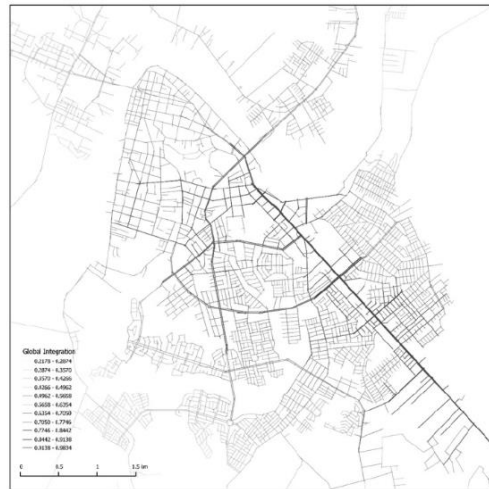 Global Integration
0.2178 - 0.2874
0.2874 - 0.3570
0.3570 - 0.4266
0.4266 - 0.4962
0.4962 - 0.5658
0.5658 - 0.6354
0.6354 - 0.7050
0.7050 - 0.7746
0.7746 - 0.8442
0.8442 - 0.9138
0.9138 - 0.9834
0 0.5 1 1.5 km